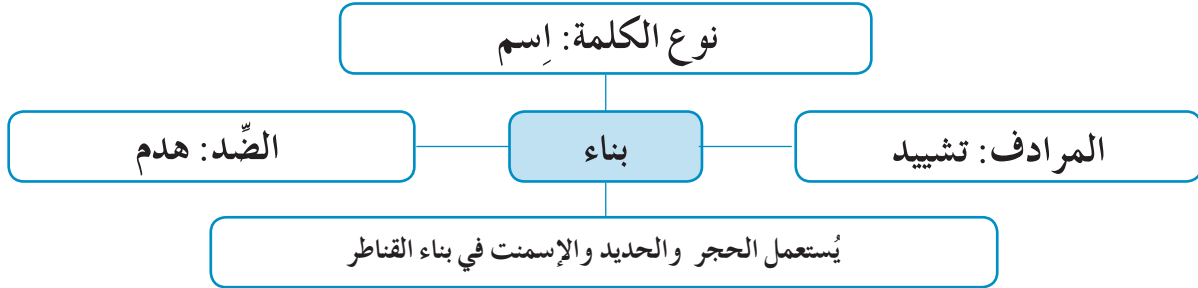 نوع الكلمة: اِسم
المرادف: تشييد
بناء
الضِّد: هدم
يُستعمل الحجر والحديد والإسمنت في بناء القناطر